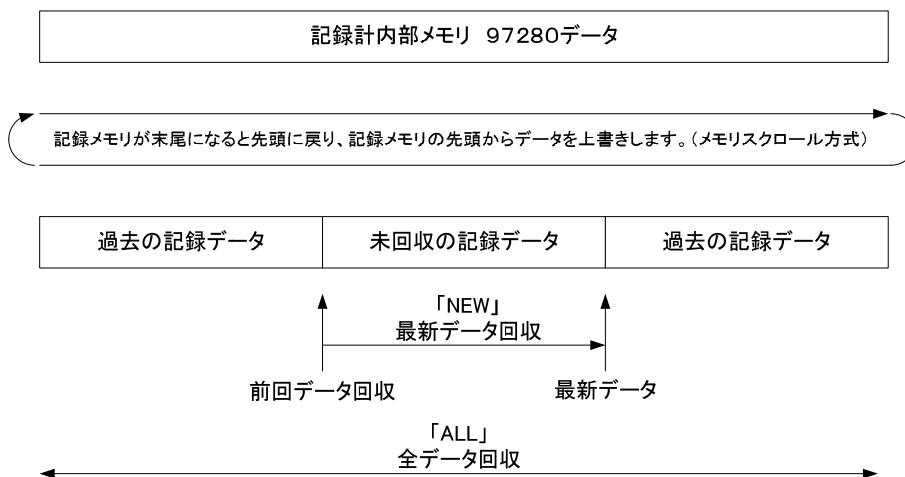 記録計内部メモリ 97280データ
記録メモリが末尾になると先頭に戻り、記録メモリの先頭からデータを上書きします。(メモリスクロール方式)
過去の記録データ 未回収の記録データ 過去の記録データ
「NEW」
最新データ回収
前回データ回収 最新データ
「ALL」
全データ回収